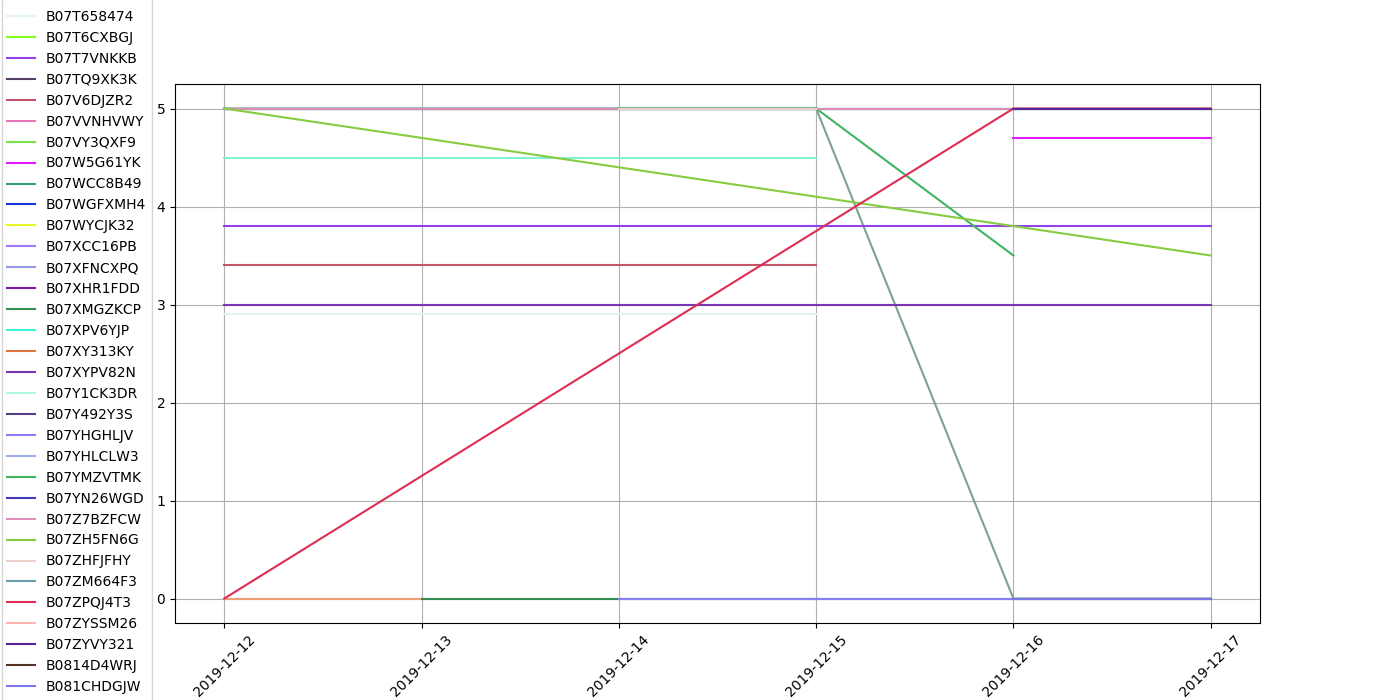 B07T658474
B07T6CXBGJ
B07T7VNKKB
B07TQ9XK3K
B07V6DJZR2
B07VVNHVWY
B07VY3QXF9
B07W5G61YK
B07WCC8B49
B07WGFXMH4
B07WYCJK32
B07XCC16PB
B07XFNCXPQ
B07XHR1FDD
B07XMGZKCP
B07XPV6YJP
B07XY313KY
B07XYPV82N
B07Y1CK3DR
B07Y492Y3S
B07YHGHLJV
B07YHLCLW3
B07YMZVTMK
B07YN26WGD
B07Z7BZFCW
B07ZH5FN6G
B07ZHFJFHY
B07ZM664F3
B07ZPQJ4T3
B07ZYSSM26
B07ZYVY321
B0814D4WRJ
B081CHDGJW
5
4
3
2
1
0
2019-12-12
2019-12-13
2019-12-14
2019-12-15
2019-12-16
2019-12-17